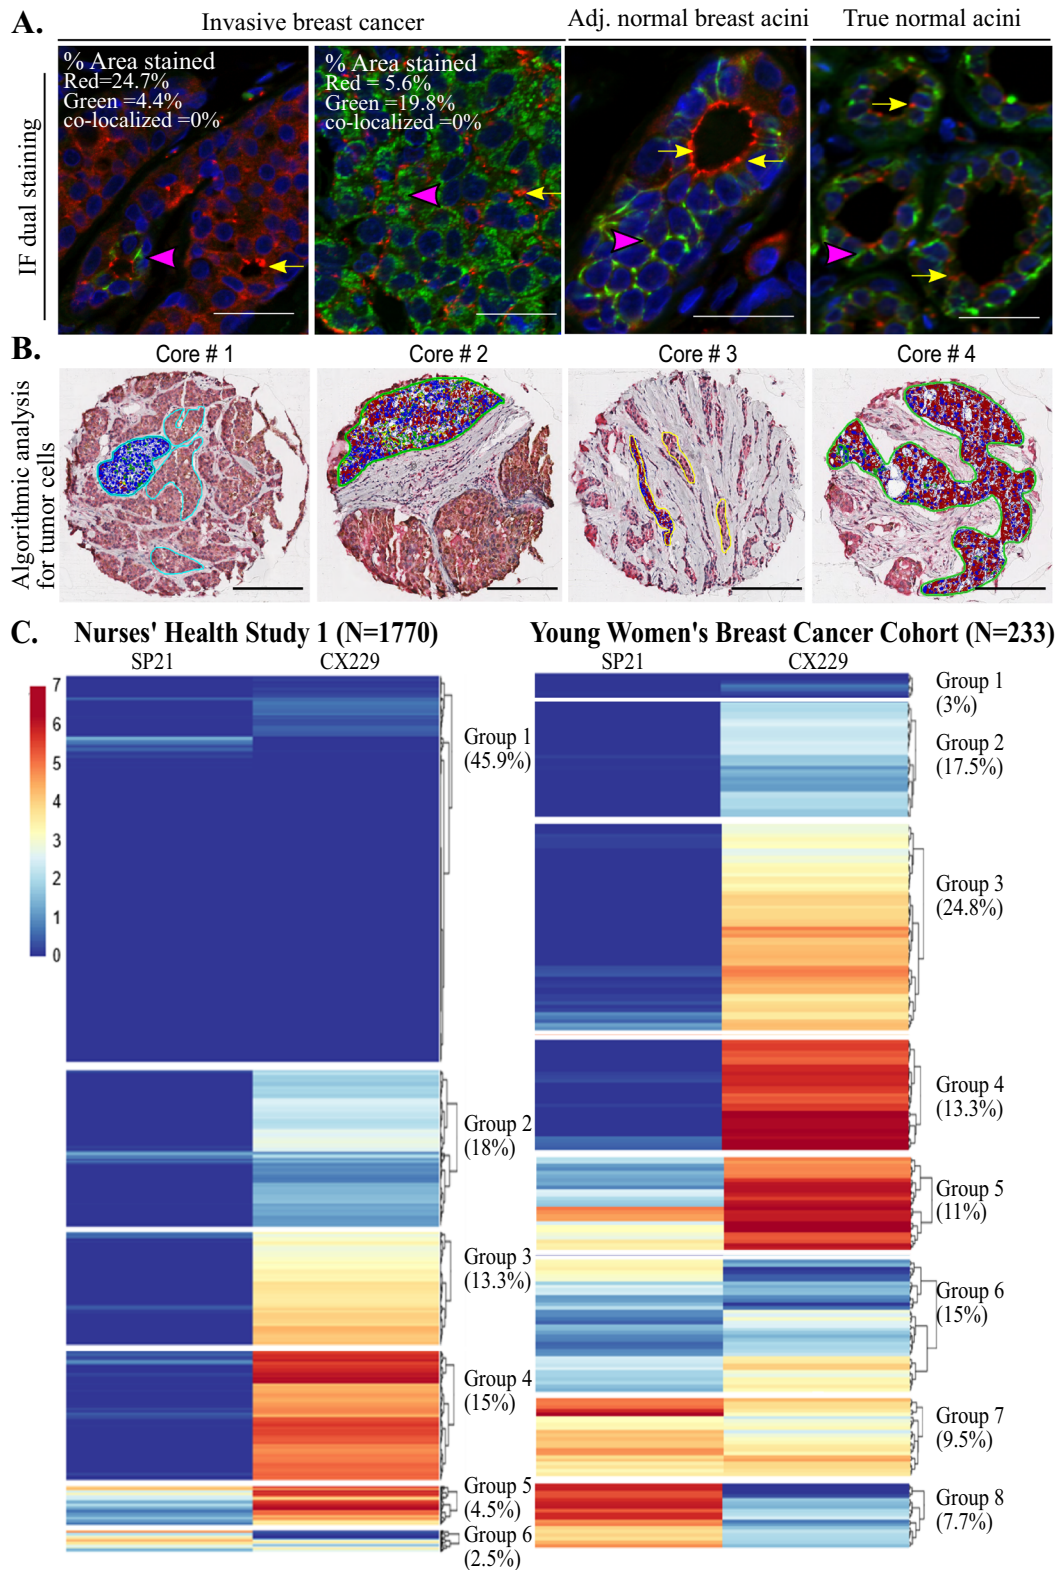 A.
Invasive breast cancer
Adj. normal breast acini
True normal acini
IF dual staining
% Area stained
Red=24.7%
Green =4.4%
co-localized =0%
% Area stained
Red = 5.6%
Green =19.8%
co-localized =0%
B.
Core # 1
Core # 2
Core # 3
Core # 4
Algorithmic analysis
for tumor cells
C.
Nurses' Health Study 1 (N=1770)
SP21
CX229
7
6
5
4
3
2
1
0
Group 1
(45.9%)
Group 2
(18%)
Group 3
(13.3%)
Group 4
(15%)
Group 5
(4.5%)
Group 6
(2.5%)
Young Women's Breast Cancer Cohort (N=233)
SP21
CX229
Group 1
(3%)
Group 2
(17.5%)
Group 3
(24.8%)
Group 4
(13.3%)
Group 5
(11%)
Group 6
(15%)
Group 7
(9.5%)
Group 8
(7.7%)